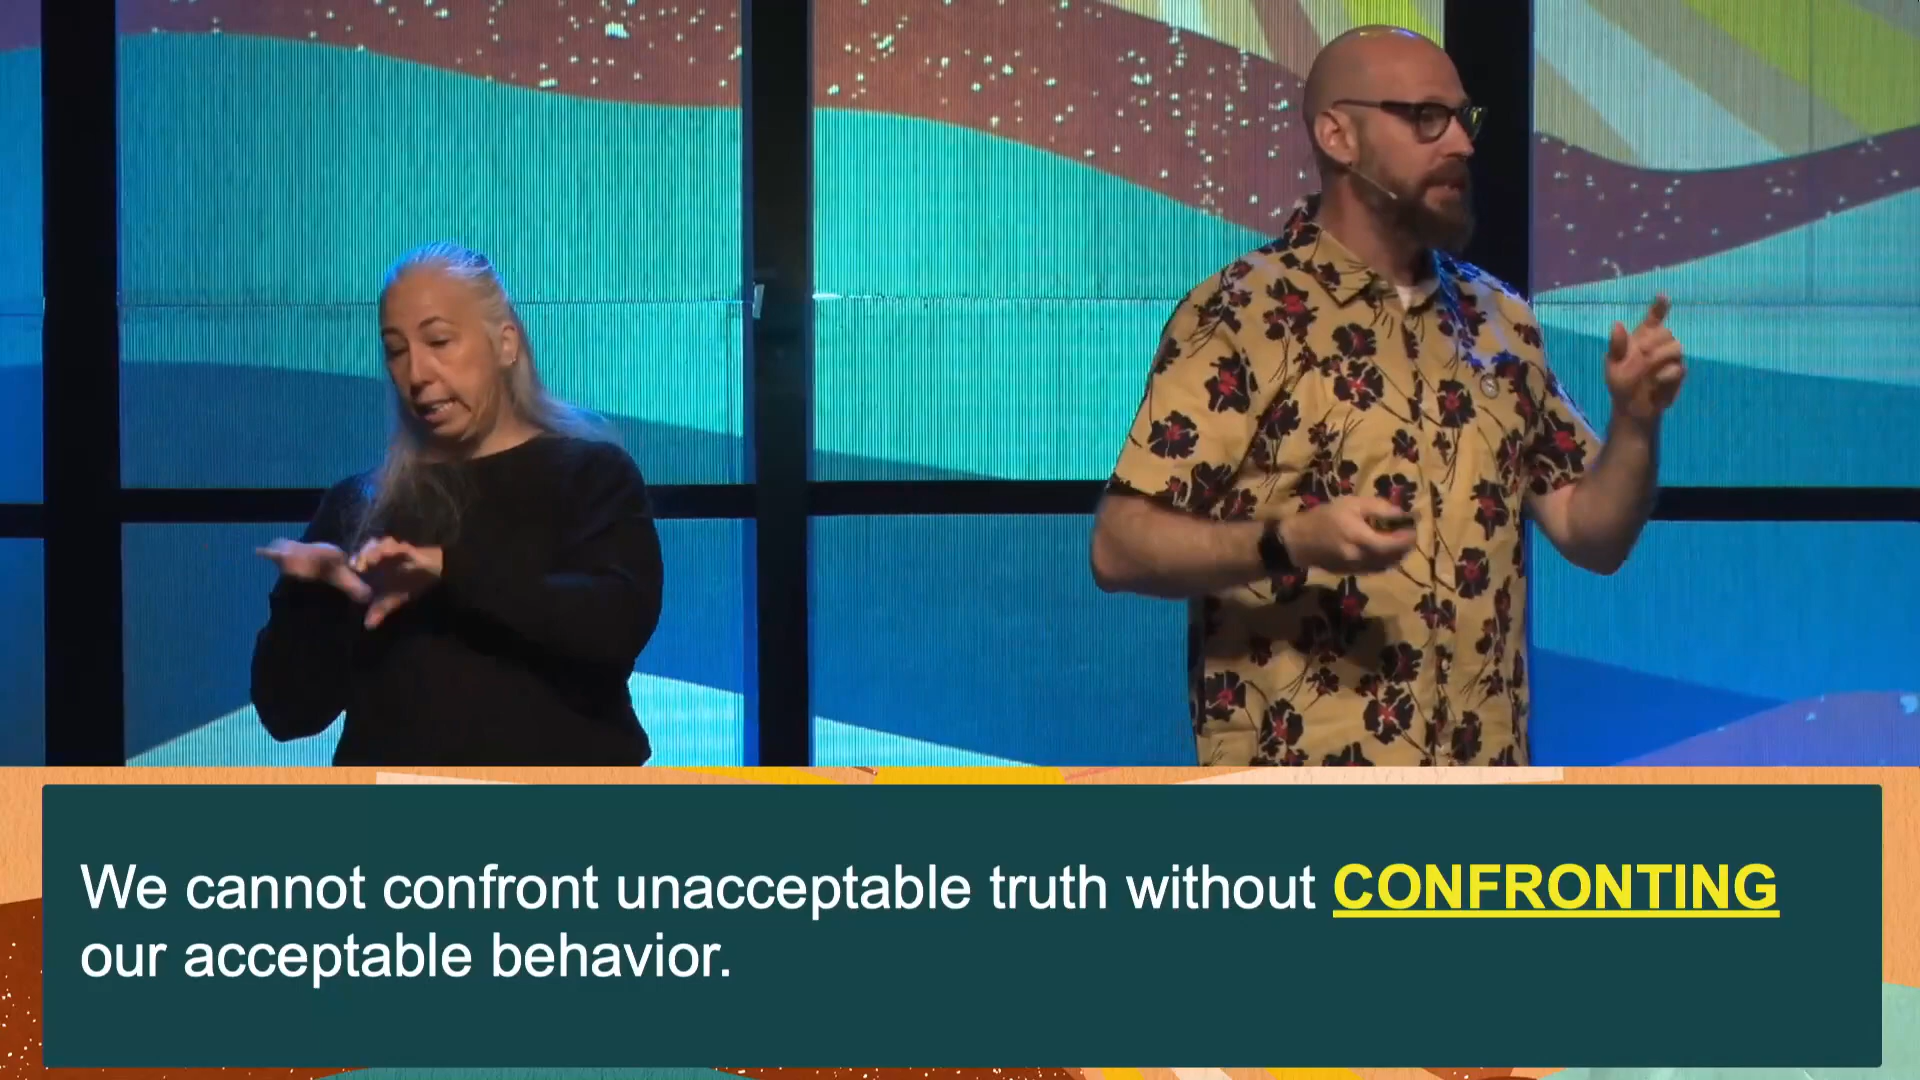 We cannot confront unacceptable truth without CONFRONTING
our acceptable behavior.